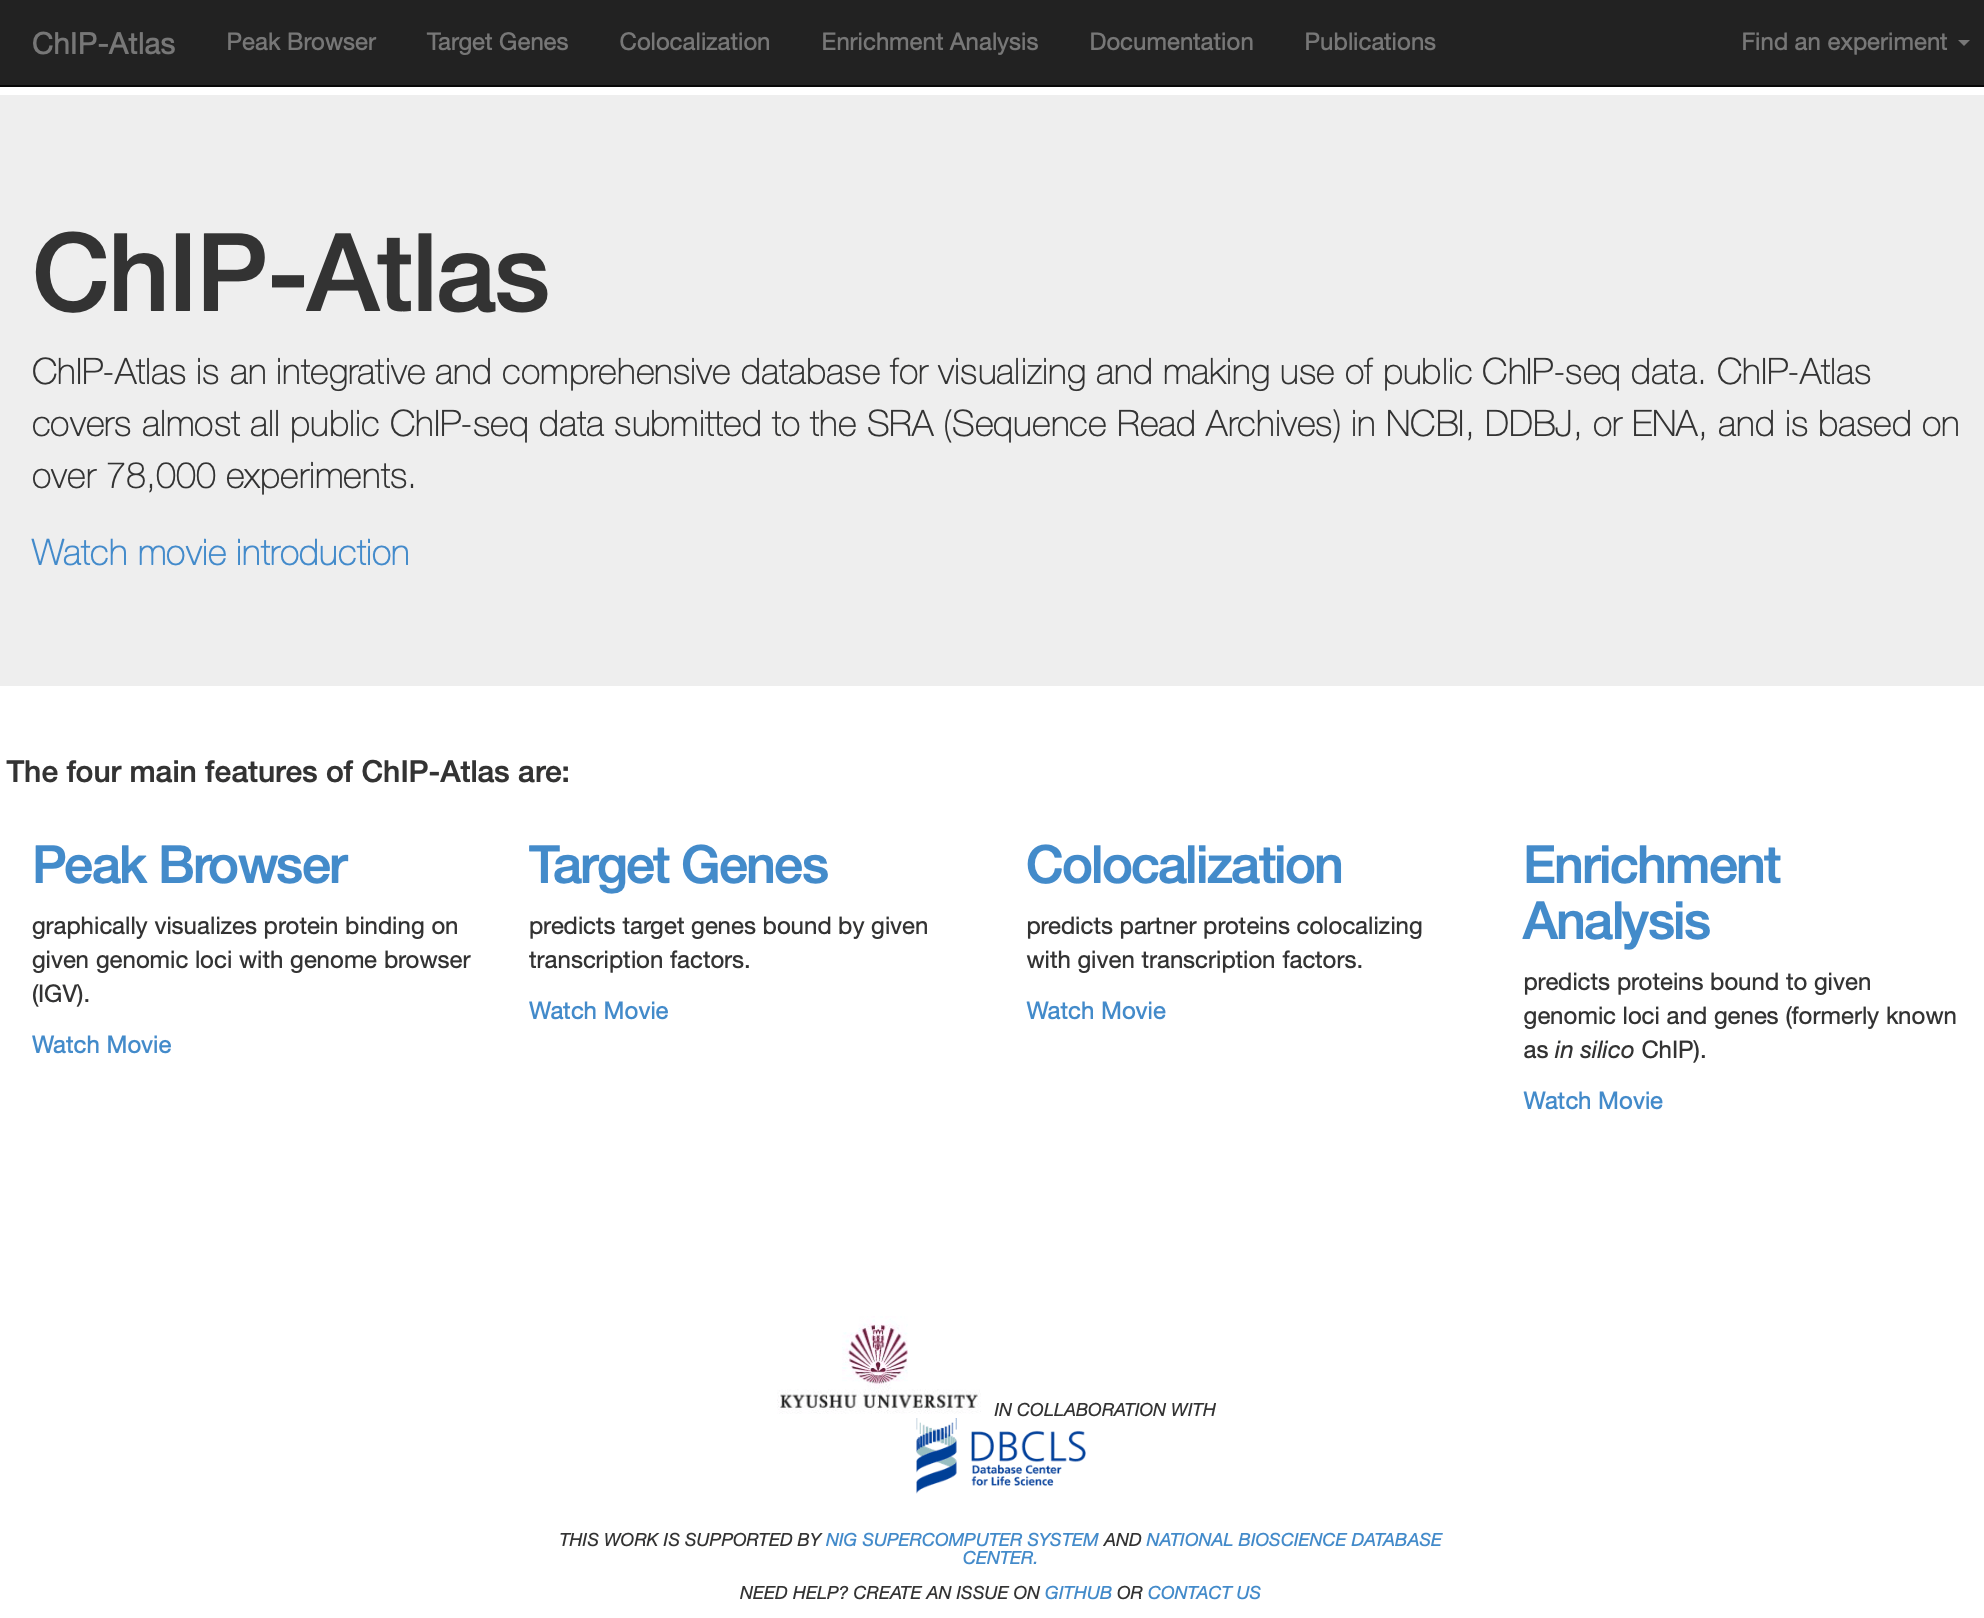 ChIP-Atlas Peak Browser Target Genes Colocalization Enrichment Analysis Documentation Publications Find an experiment
ChIP-Atlas
ChIP-Atlas is an integrative and comprehensive database for visualizing and making use of public ChIP-seq data. ChIP-Atlas
covers almost all public ChIP-seq data submitted to the SRA (Sequence Read Archives) in NCBI, DDBJ, or ENA, and is based on
over 78,000 experiments.
Watch movie introduction
The four main features of ChIP-Atlas are:
Peak Browser
graphically visualizes protein binding on
given genomic loci with genome browser
(IGV).
Watch Movie
Target Genes
predicts target genes bound by given
transcription factors.
Watch Movie
Colocalization
predicts partner proteins colocalizing
with given transcription factors.
Watch Movie
Enrichment
Analysis
predicts proteins bound to given
genomic loci and genes (formerly known
as in silico ChIP).
Watch Movie
KYUSHU UNIVERSITY IN COLLABORATION WITH
DBCLS
Database Center
for Life Science
THIS WORK IS SUPPORTED BY NIG SUPERCOMPUTER SYSTEM AND NATIONAL BIOSCIENCE DATABASE
CENTER.
NEED HELP? CREATE AN ISSUE ON GITHUB OR CONTACT US